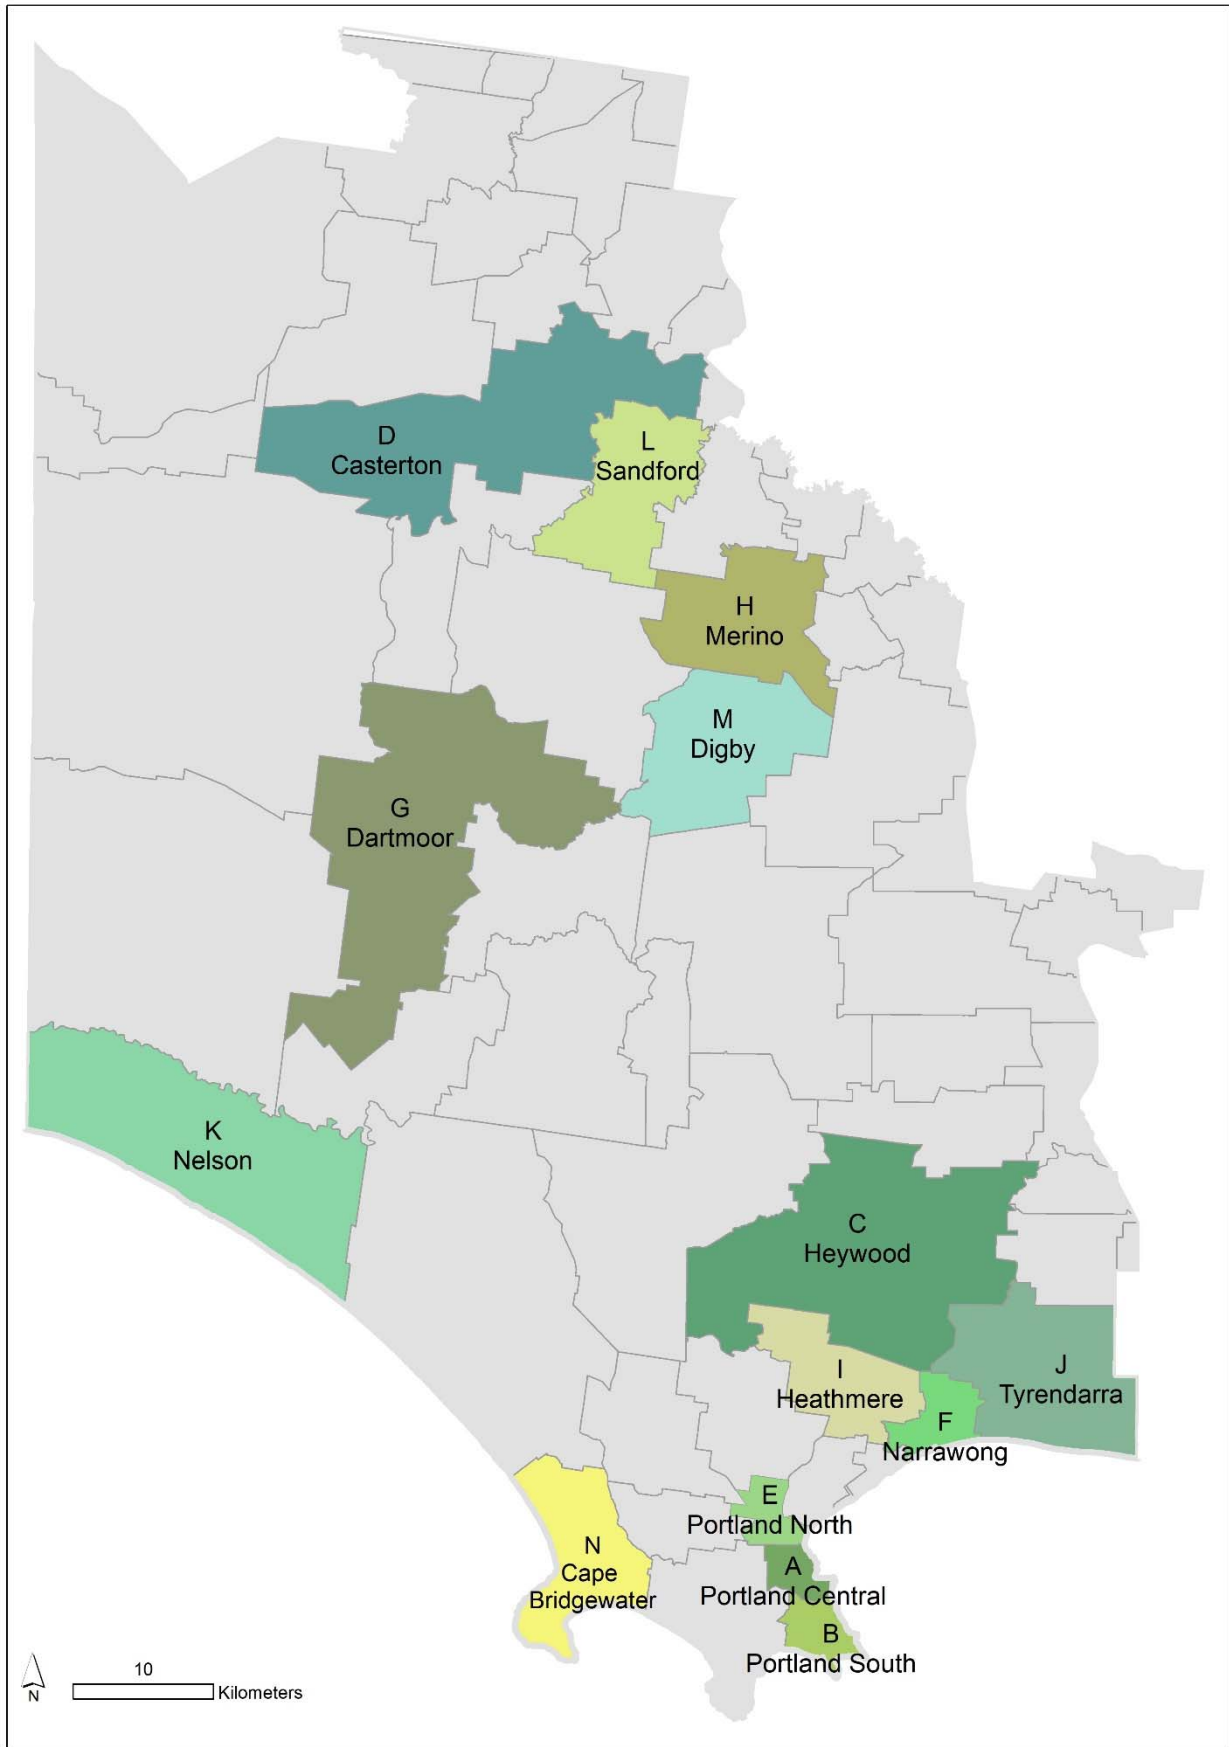 D
Casterton
L
Sandford
H
Merino
M
Digby
G
Dartmoor
K
Nelson
C
Heywood
I
Heathmere
J
Tyrendarra
F
Narrawong
E
Portland North
N
Cape
Bridgewater
A
Portland Central
B
Portland South
N
10
Kilometers